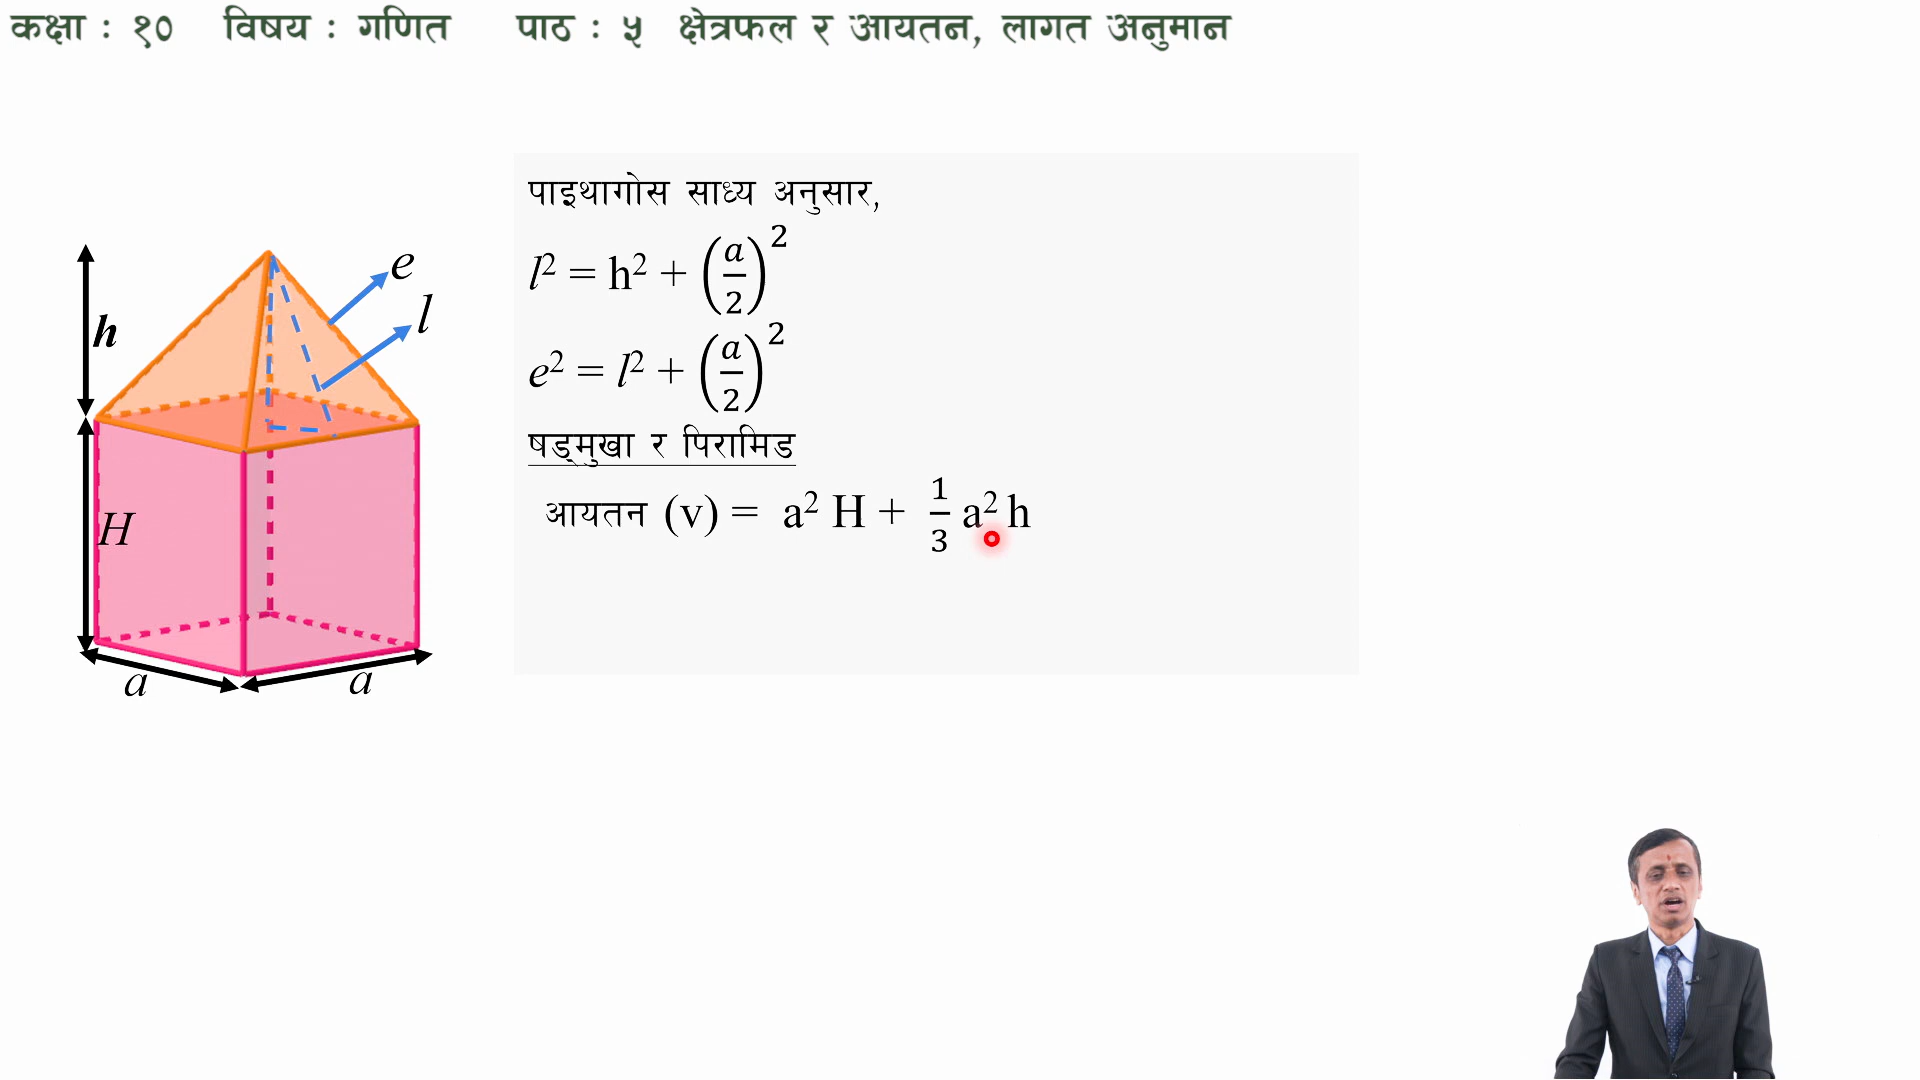 कक्षा : १० विषय : गणित पाठ : ५ क्षेत्रफल र आयतन, लागत अनुमान
पाइथागोस साध्य अनुसार,
l² = h² + (a/2)²
e² = l² + (a/2)²
षड्मुखा र पिरामिड
आयतन (v) = a² H + 1/3 a² h
e
l
h
H
a
a